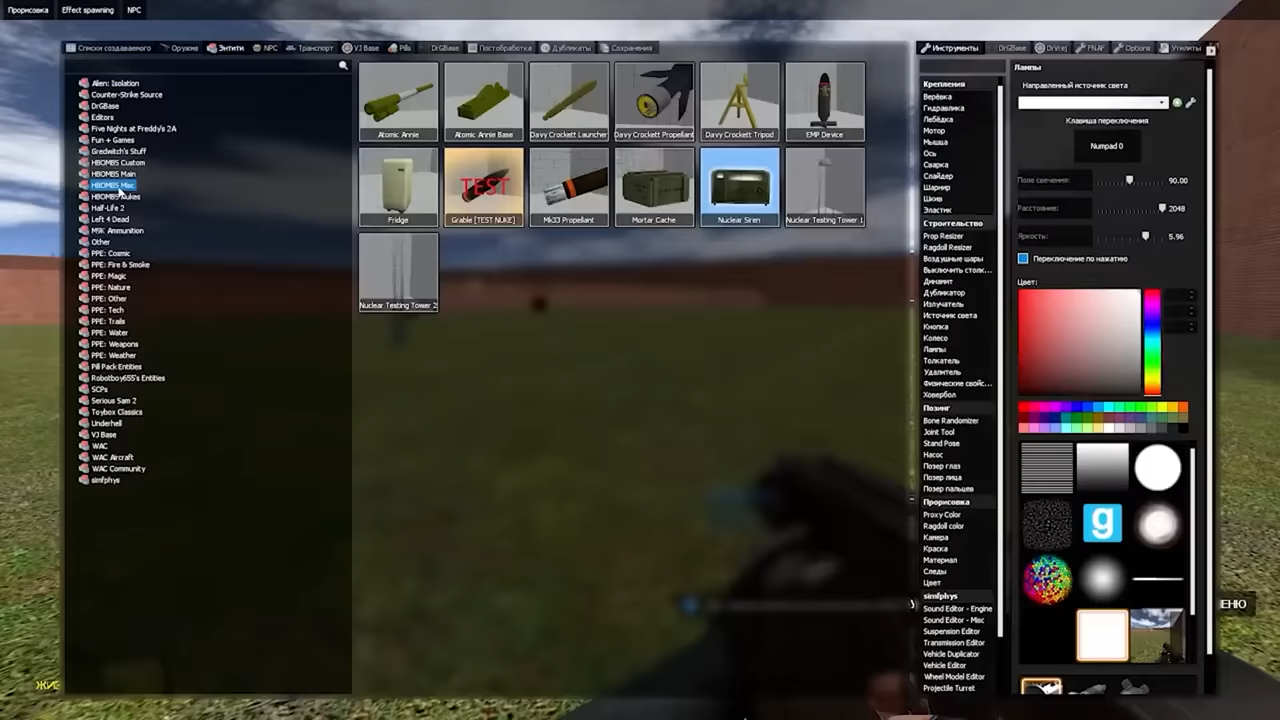 Прорисовка Effect spawning NPC
Списки создаваемого Оружие Энтити NPC Транспорт VJ Base Pills DrGBase Постобработка Дубликаты Сохранения
Инструменты DrGBase DrVrej FNAF Options Утилиты
Alien: Isolation
Counter-Strike Source
DrGBase
Editors
Five Nights at Freddy's 2A
Fun + Games
Gredwitch's Stuff
HBOMBS Custom
HBOMBS Main
HBOMBS Misc
HBOMBS Nukes
Half-Life 2
Left 4 Dead
M9K Ammunition
Other
PPE: Cosmic
PPE: Fire & Smoke
PPE: Magic
PPE: Nature
PPE: Other
PPE: Tech
PPE: Trails
PPE: Water
PPE: Weapons
PPE: Weather
Pill Pack Entities
Robotboy655's Entities
SCPs
Serious Sam 2
Toybox Classics
Underhell
VJ Base
WAC
WAC Aircraft
WAC Community
simfphys
Atomic Annie
Atomic Annie Base
Davy Crockett Launcher
Davy Crockett Propellant
Davy Crockett Tripod
EMP Device
Fridge
TEST
Grable [TEST NUKE]
Mk33 Propellant
Mortar Cache
Nuclear Siren
Nuclear Testing Tower 1
Nuclear Testing Tower 2
Крепления
Верёвка
Гидравлика
Лебёдка
Мотор
Мышца
Ось
Сварка
Слайдер
Шарнир
Шкив
Эластик
Строительство
Prop Resizer
Ragdoll Resizer
Воздушные шары
Выключить столк...
Динамит
Дубликатор
Излучатель
Источник света
Кнопка
Колесо
Лампы
Толкатель
Удалитель
Физические свойс...
Ховербол
Позинг
Bone Randomizer
Joint Tool
Stand Pose
Насос
Позер глаз
Позер лица
Позер пальцев
Прорисовка
Proxy Color
Ragdoll color
Камера
Краска
Материал
Следы
Цвет
simfphys
Sound Editor - Engine
Sound Editor - Misc
Suspension Editor
Transmission Editor
Vehicle Duplicator
Vehicle Editor
Wheel Model Editor
Projectile Turret
Лампы
Направленный источник света
Клавиша переключения
Numpad 0
Поле свечения: 90.00
Расстояние: 2048
Яркость: 5.96
Переключение по нажатию
Цвет:
g
ЕНЮ